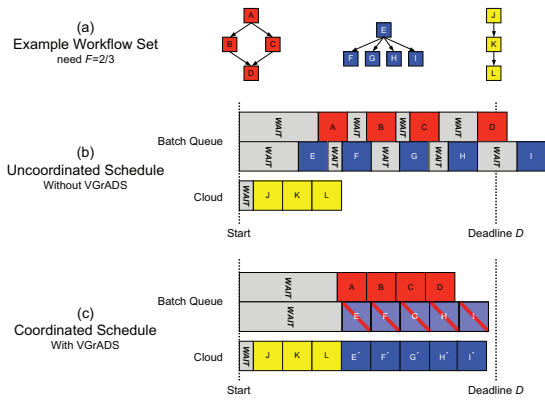 (a)
Example Workflow Set
need F=2/3
A
B C
D
E
F G H I
J
K
L
(b)
Uncoordinated Schedule
Without VGrADS
Batch Queue
WAIT A WAIT B WAIT C WAIT D
WAIT E WAIT F WAIT G WAIT H WAIT I
Cloud
WAIT J K L
Start
Deadline D
(c)
Coordinated Schedule
With VGrADS
Batch Queue
WAIT A B C D
WAIT E F G H I
Cloud
WAIT J K L E´ F´ G´ H´ I´
Start
Deadline D